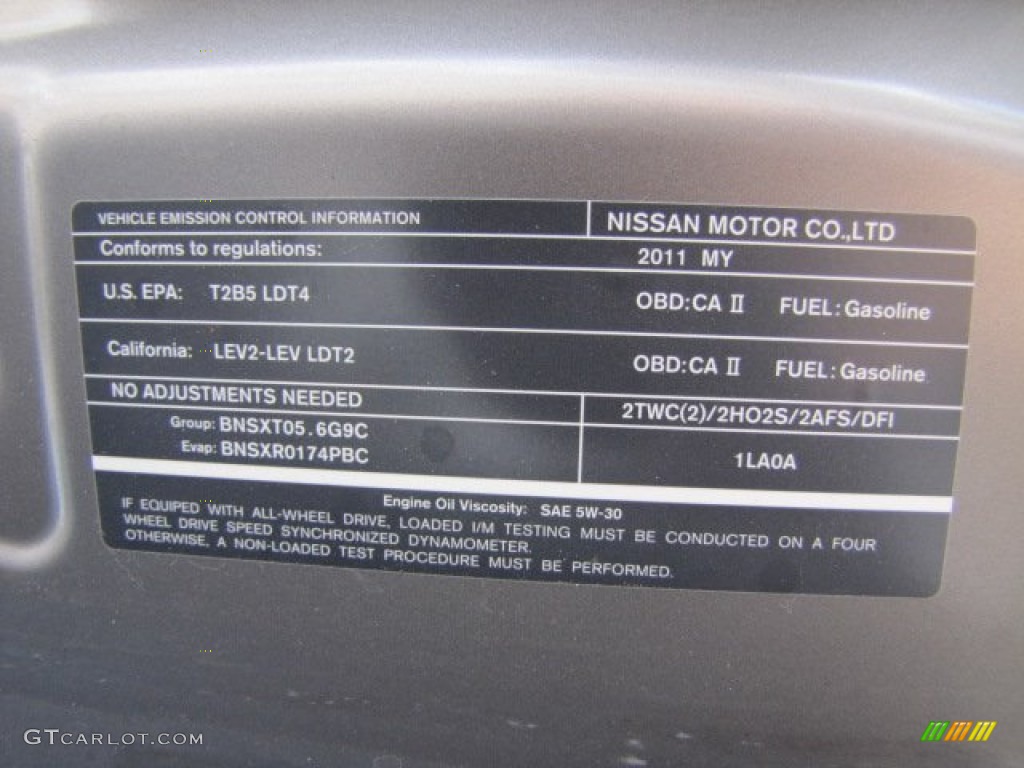 VEHICLE EMISSION CONTROL INFORMATION NISSAN MOTOR CO.,LTD
Conforms to regulations: 2011 MY
U.S. EPA: T2B5 LDT4 OBD:CA II FUEL: Gasoline
California: LEV2-LEV LDT2 OBD:CA II FUEL: Gasoline
NO ADJUSTMENTS NEEDED 2TWC(2)/2HO2S/2AFS/DFI
Group: BNSXT05.6G9C
Evap: BNSXR0174PBC 1LA0A
Engine Oil Viscosity: SAE 5W-30
IF EQUIPED WITH ALL-WHEEL DRIVE, LOADED I/M TESTING MUST BE CONDUCTED ON A FOUR
WHEEL DRIVE SPEED SYNCHRONIZED DYNAMOMETER.
OTHERWISE, A NON-LOADED TEST PROCEDURE MUST BE PERFORMED.
GTCARLOT.COM